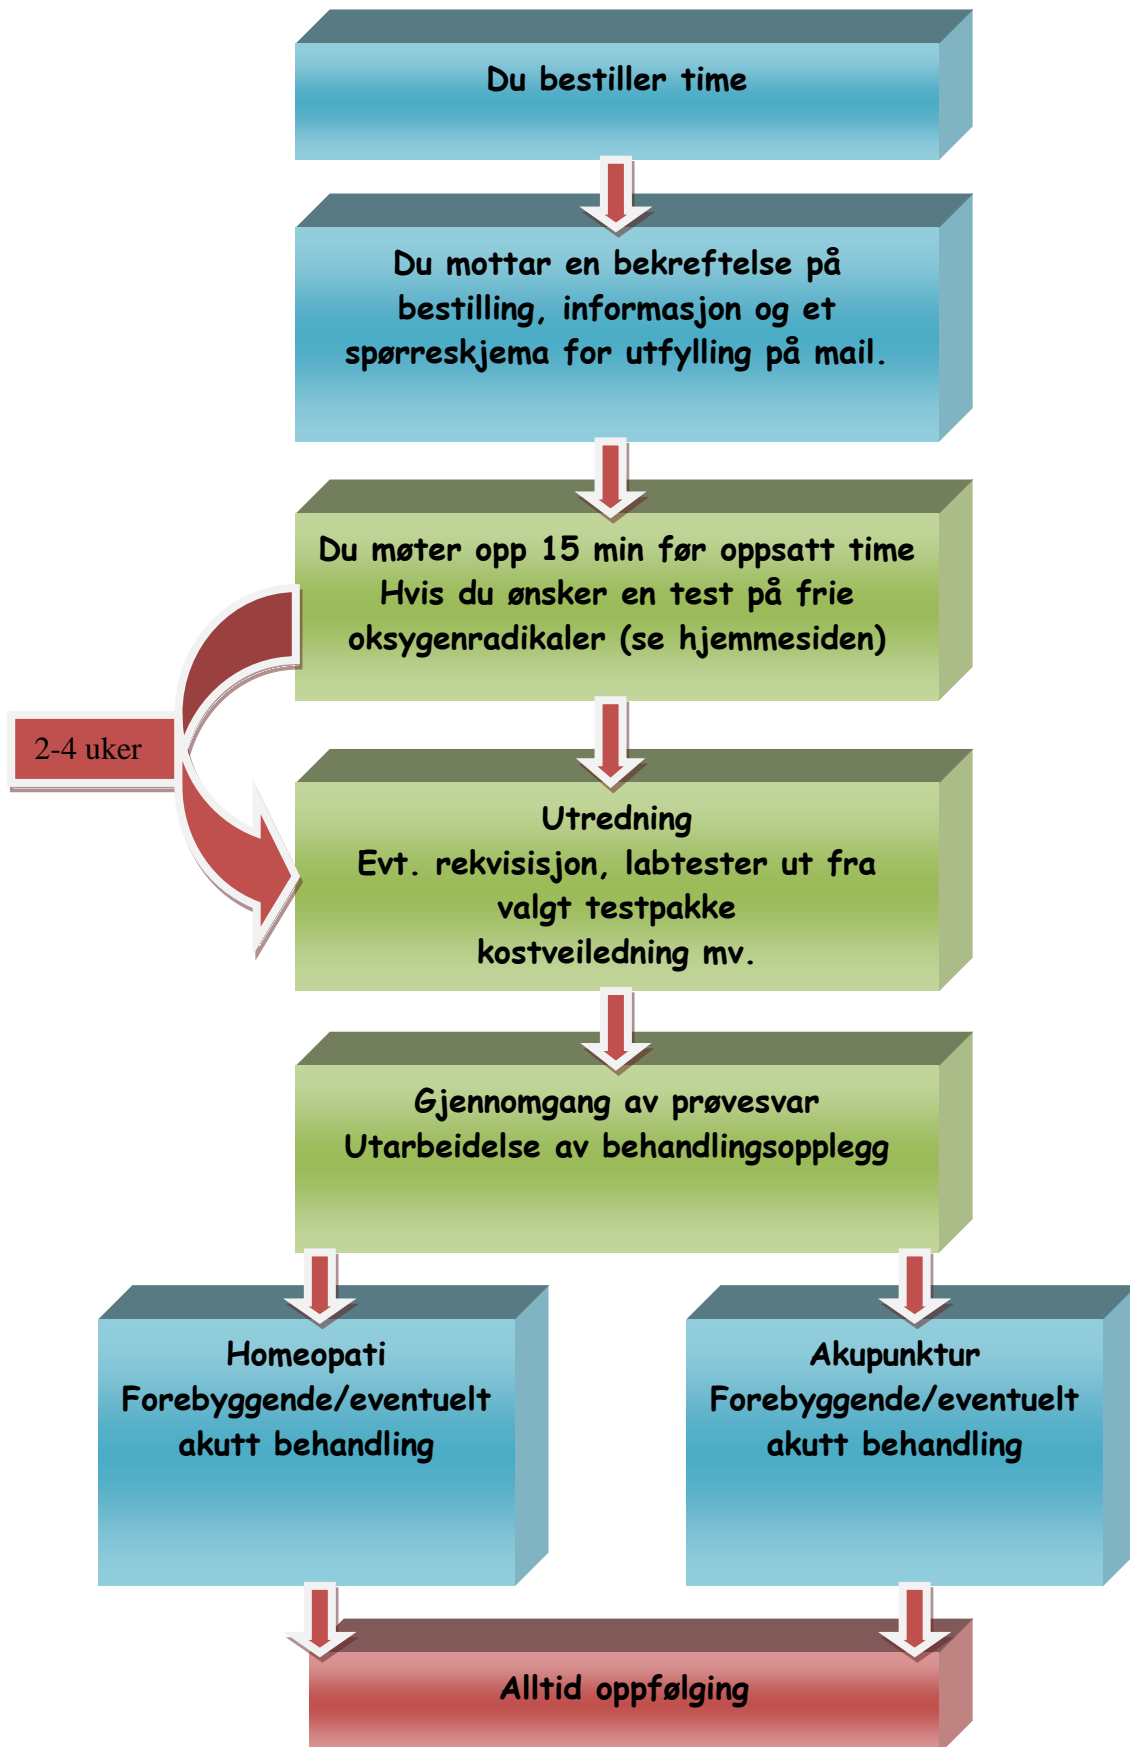 Du bestiller time
Du mottar en bekreftelse på
bestilling, informasjon og et
spørreskjema for utfylling på mail.
Du møter opp 15 min før oppsatt time
Hvis du ønsker en test på frie
oksygenradikaler (se hjemmesiden)
2-4 uker
Utredning
Evt. rekvisisjon, labtester ut fra
valgt testpakke
kostveiledning mv.
Gjennomgang av prøvesvar
Utarbeidelse av behandlingsopplegg
Homeopati
Forebyggende/eventuelt
akutt behandling
Akupunktur
Forebyggende/eventuelt
akutt behandling
Alltid oppfølging